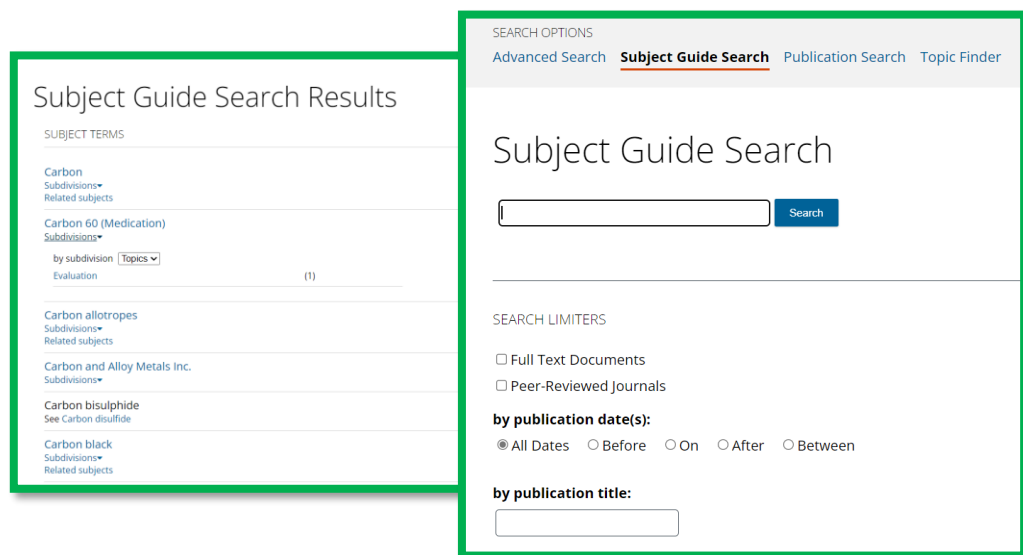 Subject Guide Search Results
SUBJECT TERMS
Carbon
Subdivisions
Related subjects
Carbon 60 (Medication)
Subdivisions
by subdivision Topics
Evaluation (1)
Carbon allotropes
Subdivisions
Related subjects
Carbon and Alloy Metals Inc.
Subdivisions
Carbon bisulphide
See Carbon disulfide
Carbon black
Subdivisions
Related subjects
SEARCH OPTIONS
Advanced Search Subject Guide Search Publication Search Topic Finder
Subject Guide Search
Search
SEARCH LIMITERS
Full Text Documents
Peer-Reviewed Journals
by publication date(s):
All Dates Before On After Between
by publication title: